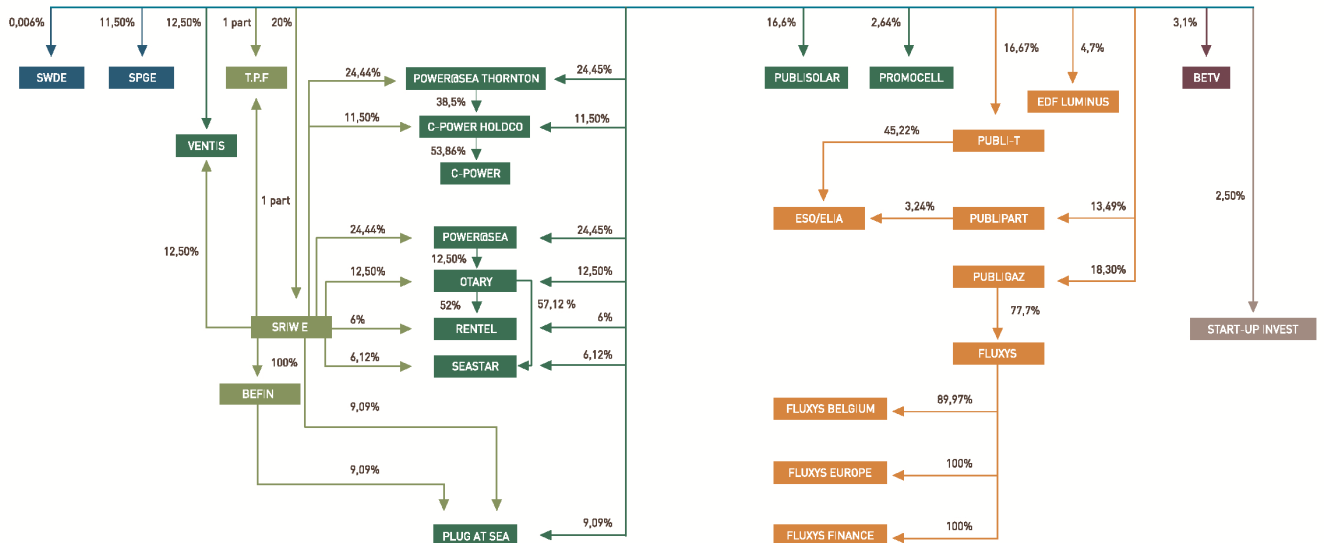 0,006%
11,50%
12,50%
1 part
20%
16,6%
2,64%
16,67%
4,7%
3,1%
SWDE
SPGE
T.P.F
24,44%
POWER@SEA THORNTON
24,45%
PUBLISOLAR
PROMOCELL
BETV
38,5%
EDF LUMINUS
11,50%
C-POWER HOLDCO
11,50%
VENTIS
53,86%
45,22%
PUBLI-T
C-POWER
1 part
2,50%
ESO/ELIA
3,24%
PUBLIPART
13,49%
24,44%
POWER@SEA
24,45%
12,50%
12,50%
12,50%
OTARY
12,50%
PUBLIGAZ
18,30%
52%
57,12 %
77,7%
SRIW E
6%
RENTEL
6%
START-UP INVEST
100%
6,12%
SEASTAR
6,12%
FLUXYS
BEFIN
9,09%
89,97%
FLUXYS BELGIUM
9,09%
100%
FLUXYS EUROPE
9,09%
100%
PLUG AT SEA
FLUXYS FINANCE